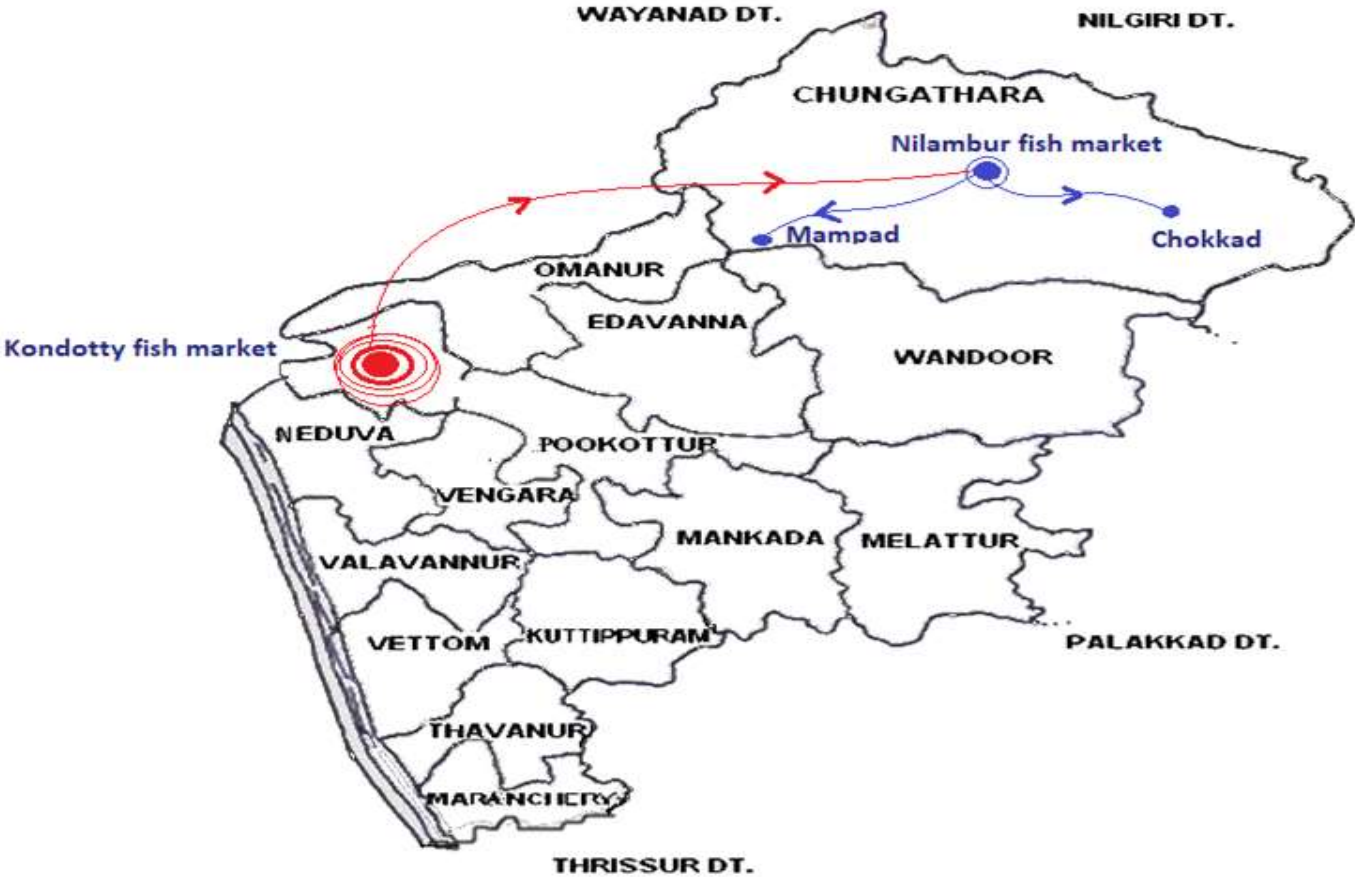 WAYANAD DT.
NILGIRI DT.
CHUNGATHARA
Nilambur fish market
Mampad
Chokkad
OMANUR
EDAVANNA
Kondotty fish market
WANDOOR
NEDUVA
POOKOTTUR
VENGARA
MANKADA
MELATTUR
VALAVANNUR
VETTOM
KUTTIPPURAM
PALAKKAD DT.
THAVANUR
MARANCHERY
THRISSUR DT.